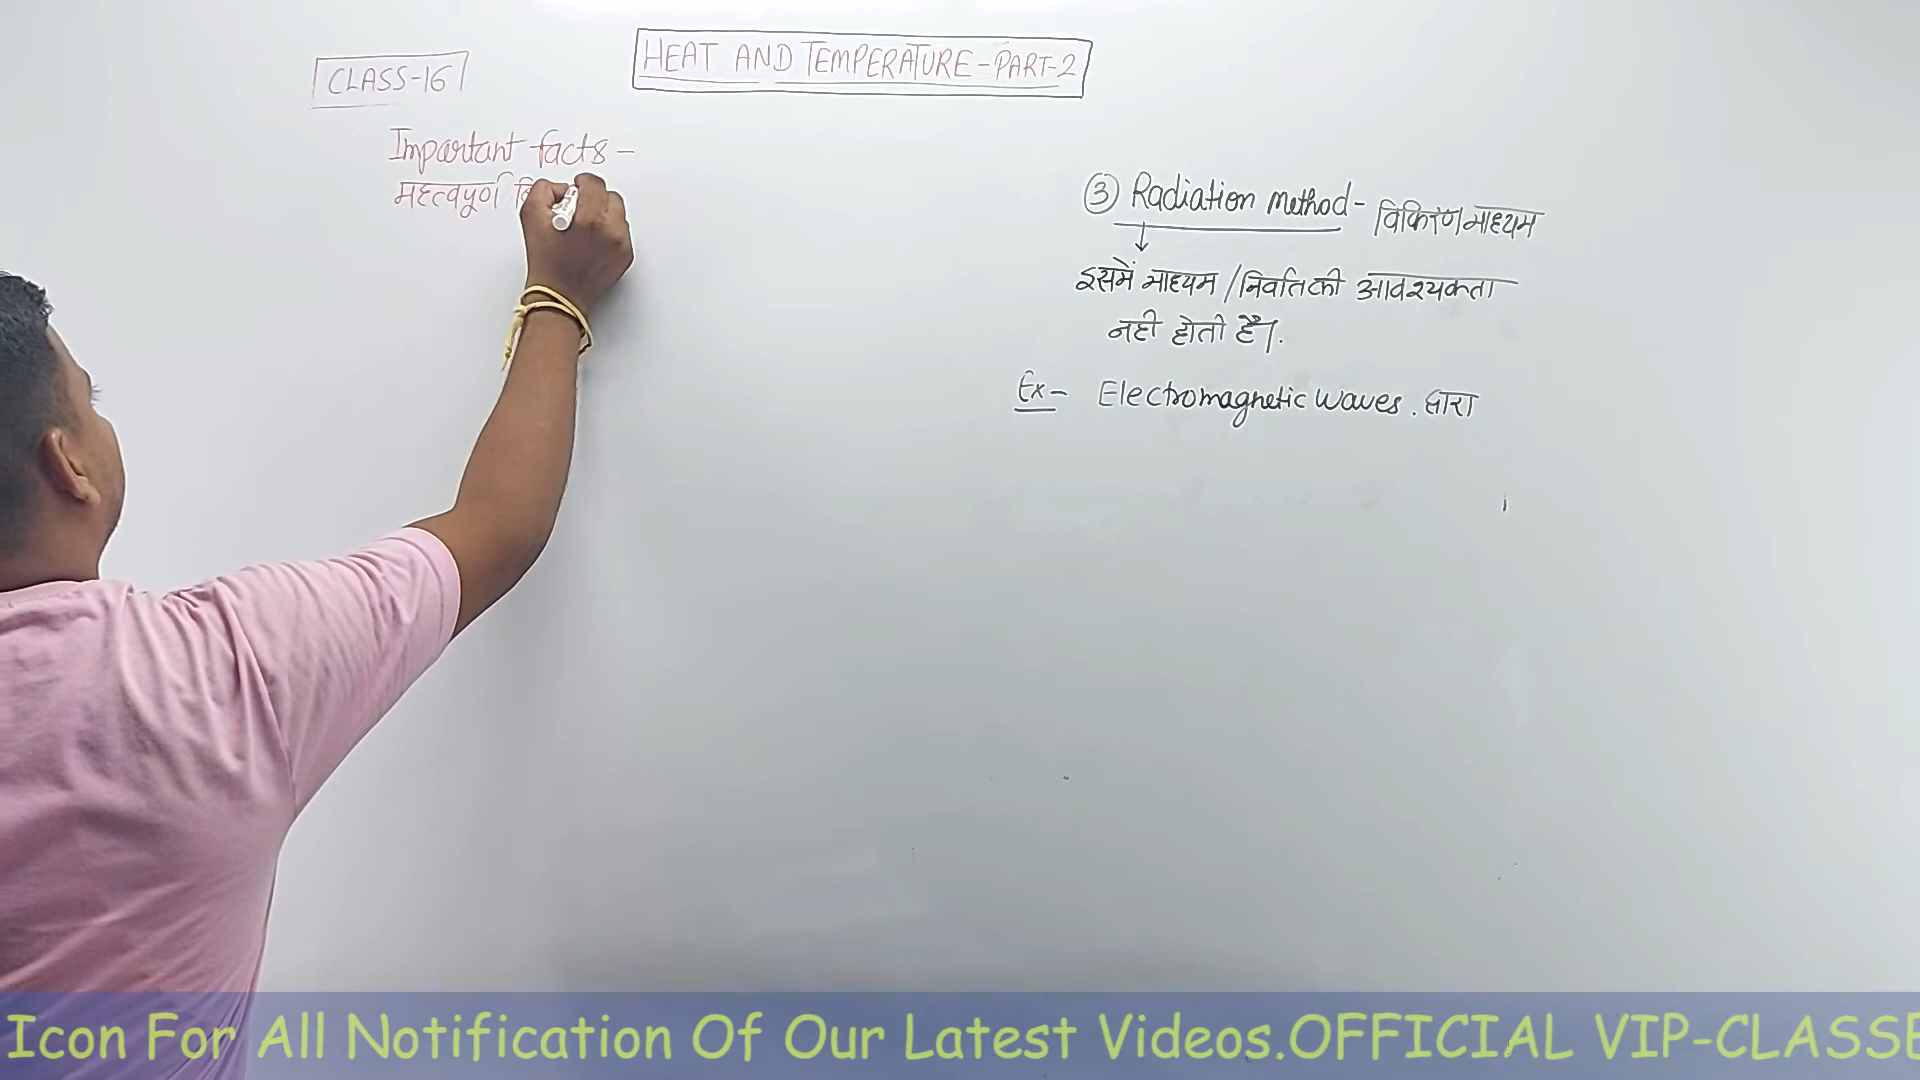 CLASS-16
HEAT AND TEMPERATURE-PART-2
Important facts-
महत्वपूर्ण
③ Radiation method- विकिरण माध्यम
इसमें माध्यम/निर्वात की आवश्यकता
नही होती है।.
Ex- Electromagnetic waves. द्वारा
Icon For All Notification Of Our Latest Videos.OFFICIAL VIP-CLASSE